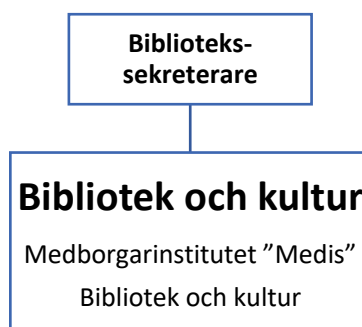 Biblioteks-
sekreterare
Bibliotek och kultur
Medborgarinstitutet ”Medis”
Bibliotek och kultur